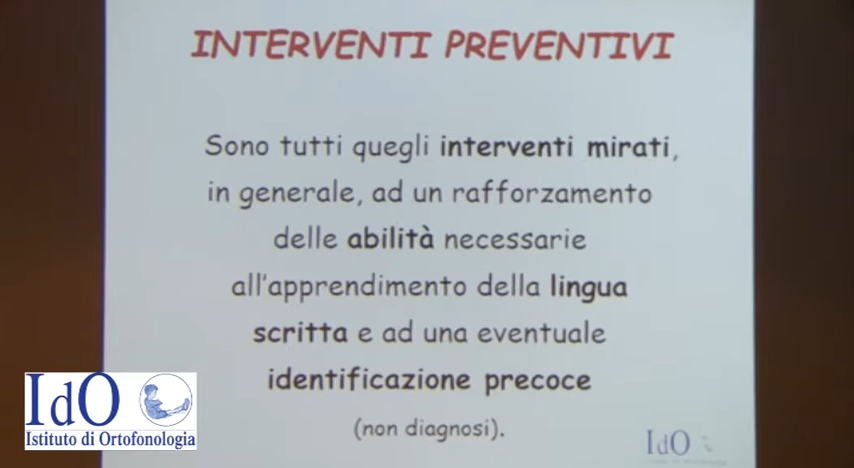 INTERVENTI PREVENTIVI
Sono tutti quegli interventi mirati,
in generale, ad un rafforzamento
delle abilità necessarie
all'apprendimento della lingua
scritta e ad una eventuale
identificazione precoce
(non diagnosi).
IdO
Istituto di Ortofonologia
IdO